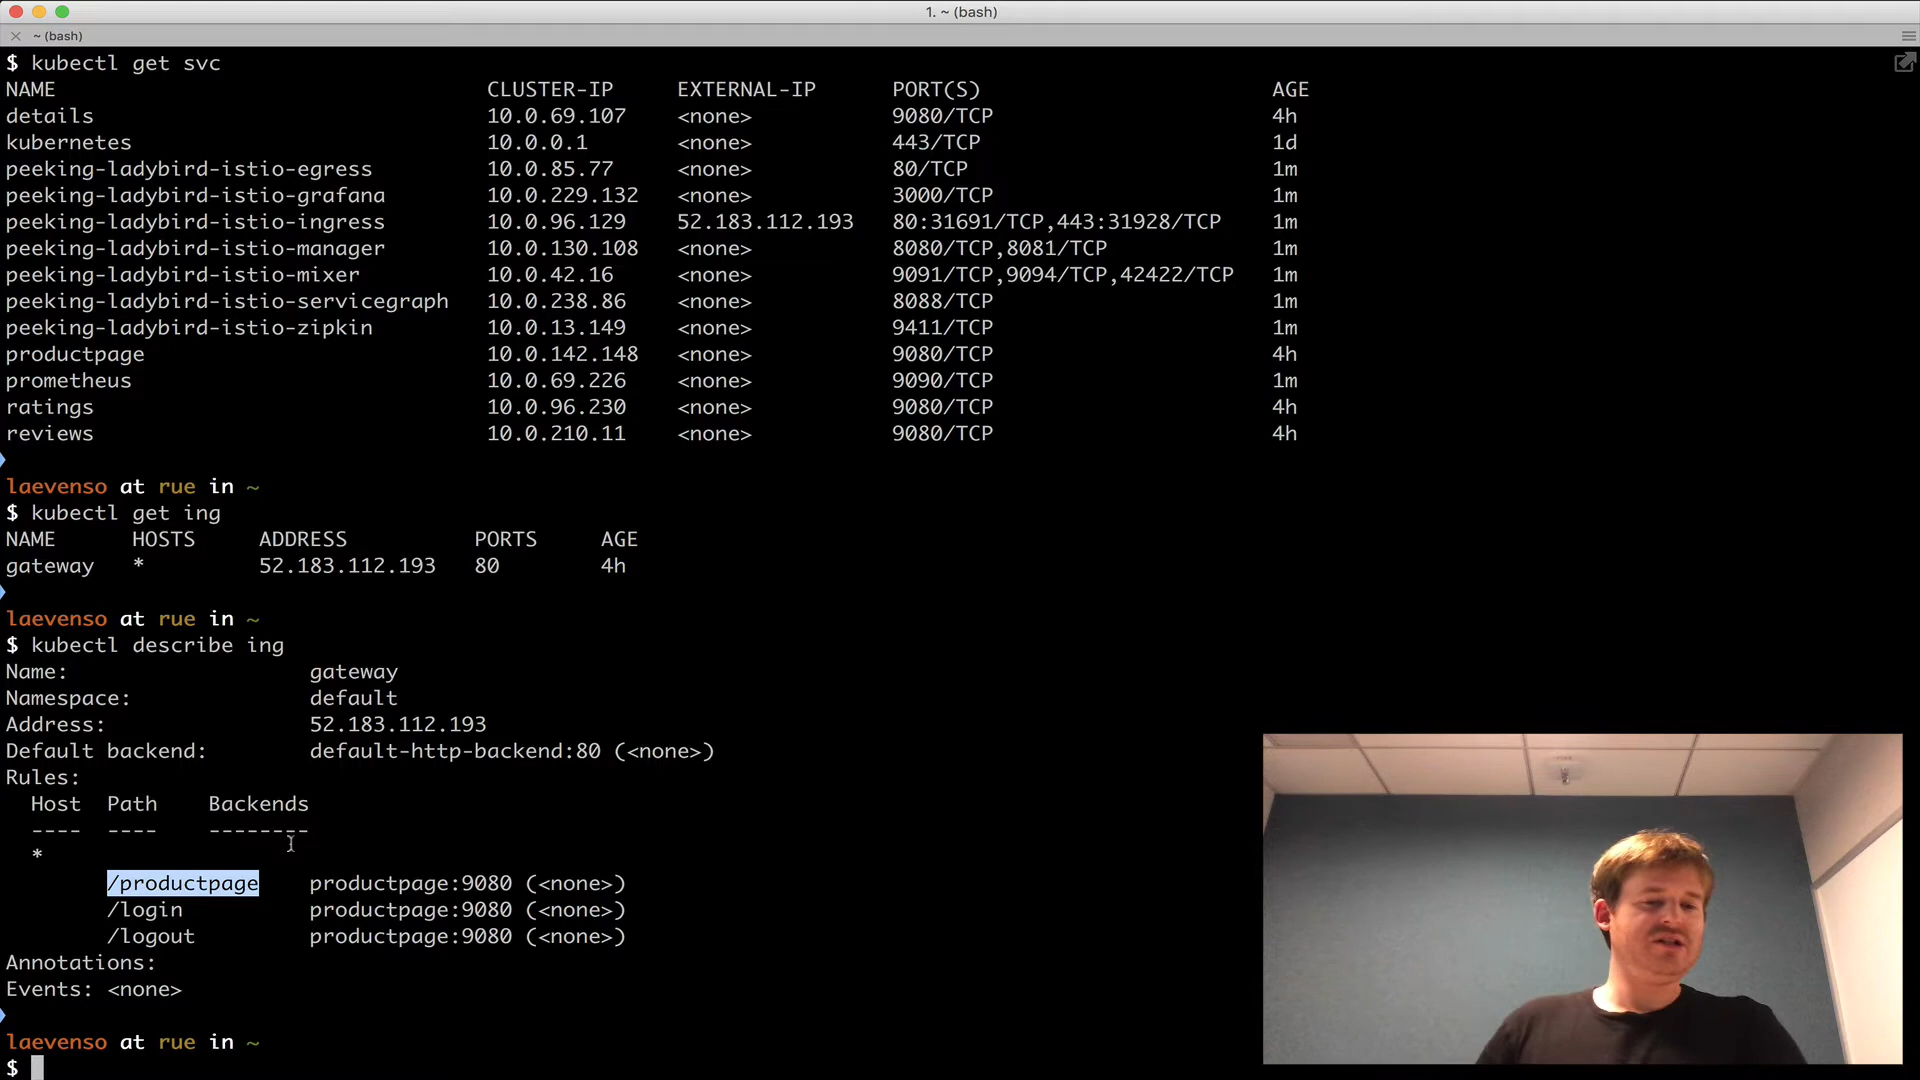 1. ~ (bash)
~ (bash)
$ kubectl get svc
NAME CLUSTER-IP EXTERNAL-IP PORT(S) AGE
details 10.0.69.107 <none> 9080/TCP 4h
kubernetes 10.0.0.1 <none> 443/TCP 1d
peeking-ladybird-istio-egress 10.0.85.77 <none> 80/TCP 1m
peeking-ladybird-istio-grafana 10.0.229.132 <none> 3000/TCP 1m
peeking-ladybird-istio-ingress 10.0.96.129 52.183.112.193 80:31691/TCP,443:31928/TCP 1m
peeking-ladybird-istio-manager 10.0.130.108 <none> 8080/TCP,8081/TCP 1m
peeking-ladybird-istio-mixer 10.0.42.16 <none> 9091/TCP,9094/TCP,42422/TCP 1m
peeking-ladybird-istio-servicegraph 10.0.238.86 <none> 8088/TCP 1m
peeking-ladybird-istio-zipkin 10.0.13.149 <none> 9411/TCP 1m
productpage 10.0.142.148 <none> 9080/TCP 4h
prometheus 10.0.69.226 <none> 9090/TCP 1m
ratings 10.0.96.230 <none> 9080/TCP 4h
reviews 10.0.210.11 <none> 9080/TCP 4h
laevenso at rue in ~
$ kubectl get ing
NAME HOSTS ADDRESS PORTS AGE
gateway * 52.183.112.193 80 4h
laevenso at rue in ~
$ kubectl describe ing
Name: gateway
Namespace: default
Address: 52.183.112.193
Default backend: default-http-backend:80 (<none>)
Rules:
Host Path Backends
---- ---- --------
*
/productpage productpage:9080 (<none>)
/login productpage:9080 (<none>)
/logout productpage:9080 (<none>)
Annotations:
Events: <none>
laevenso at rue in ~
$